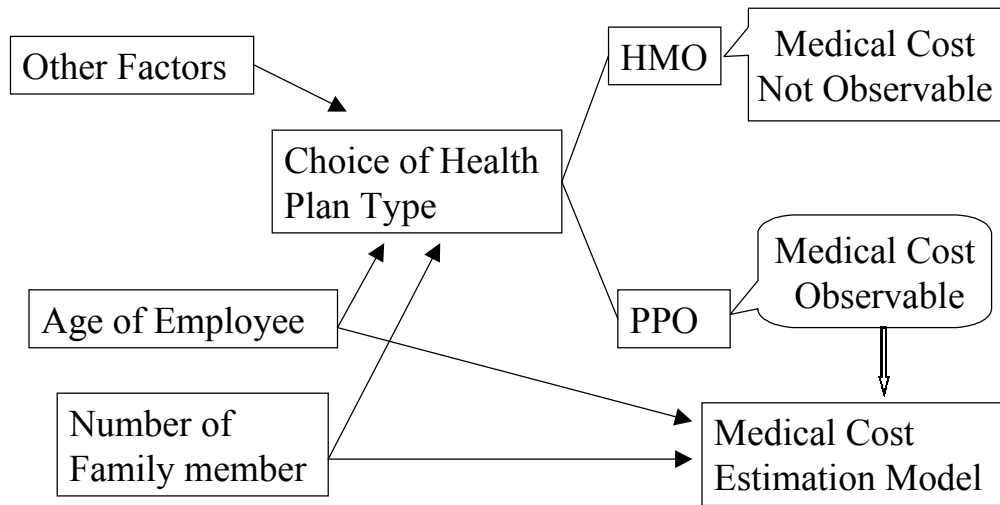 Other Factors
HMO
Medical Cost
Not Observable
Choice of Health
Plan Type
Age of Employee
PPO
Medical Cost
Observable
Number of
Family member
Medical Cost
Estimation Model